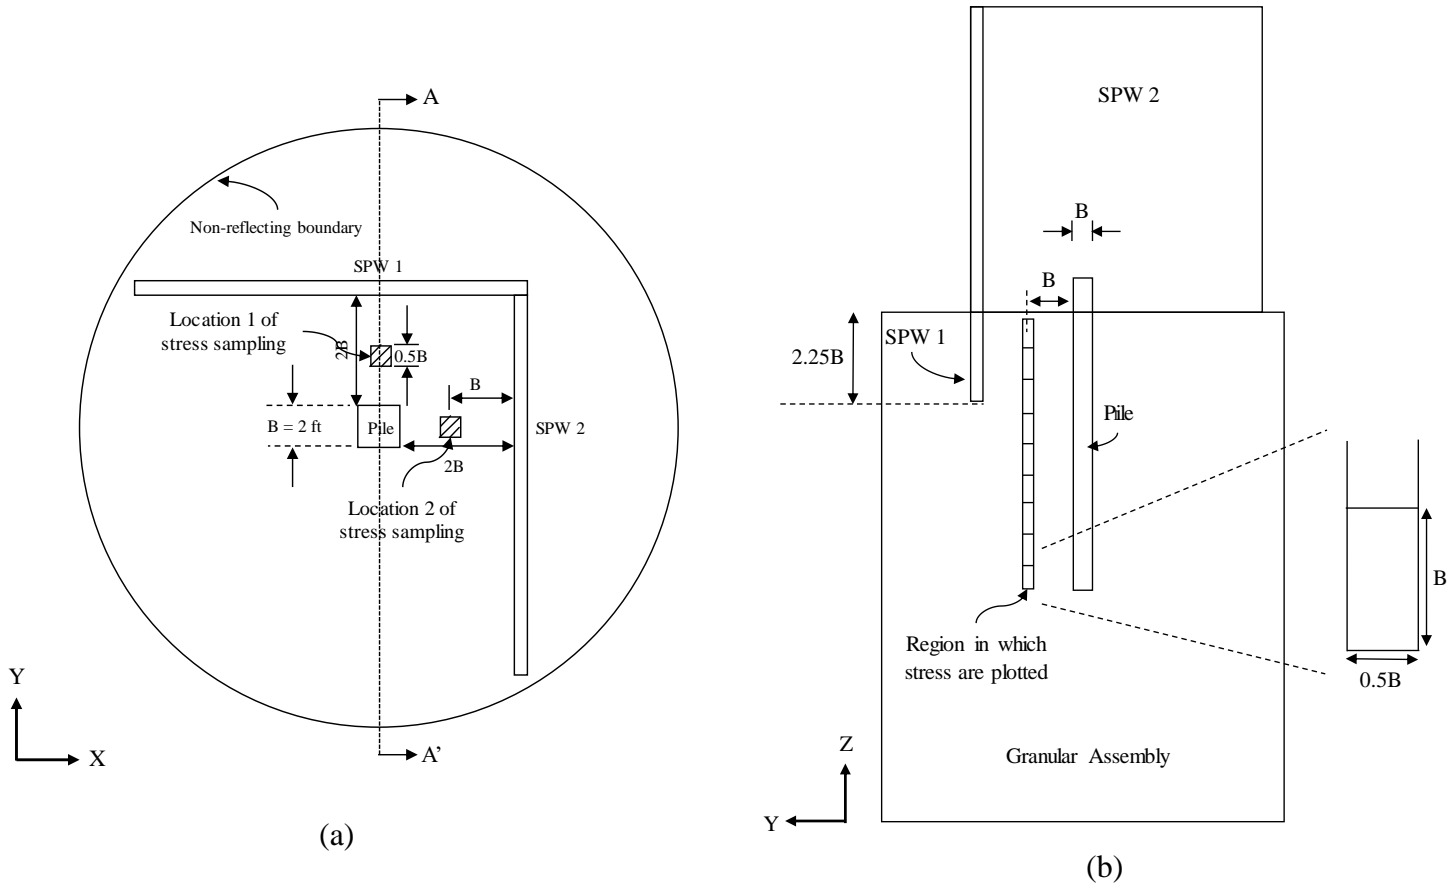 A
Non-reflecting boundary
SPW 1
Location 1 of
stress sampling
2B
0.5B
B
B = 2 ft
Pile
SPW 2
2B
Location 2 of
stress sampling
Y
X
A’
(a)
SPW 2
B
B
SPW 1
2.25B
Pile
B
Region in which
stress are plotted
0.5B
Z
Granular Assembly
Y
(b)